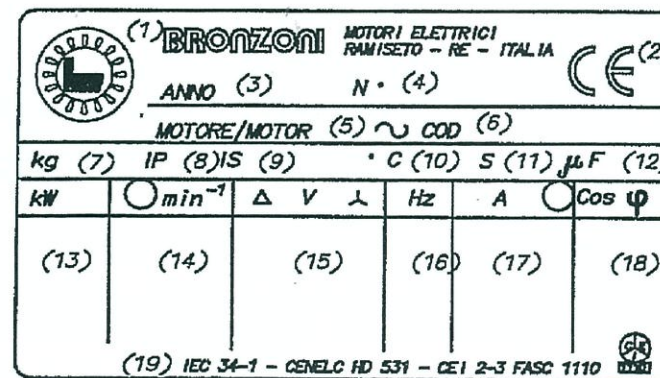 (1) BRONZONI MOTORI ELETTRICI
RAMISETO - RE - ITALIA CE (2
ANNO (3) N° (4)
MOTORE/MOTOR (5) ~ COD (6)
kg (7) IP (8) IS (9) °C (10) S (11) µF (12)
kW min⁻¹ Δ V ⅄ Hz A Cos φ
(13) (14) (15) (16) (17) (18)
(19) IEC 34-1 - CENELC HD 531 - CEI 2-3 FASC 1110